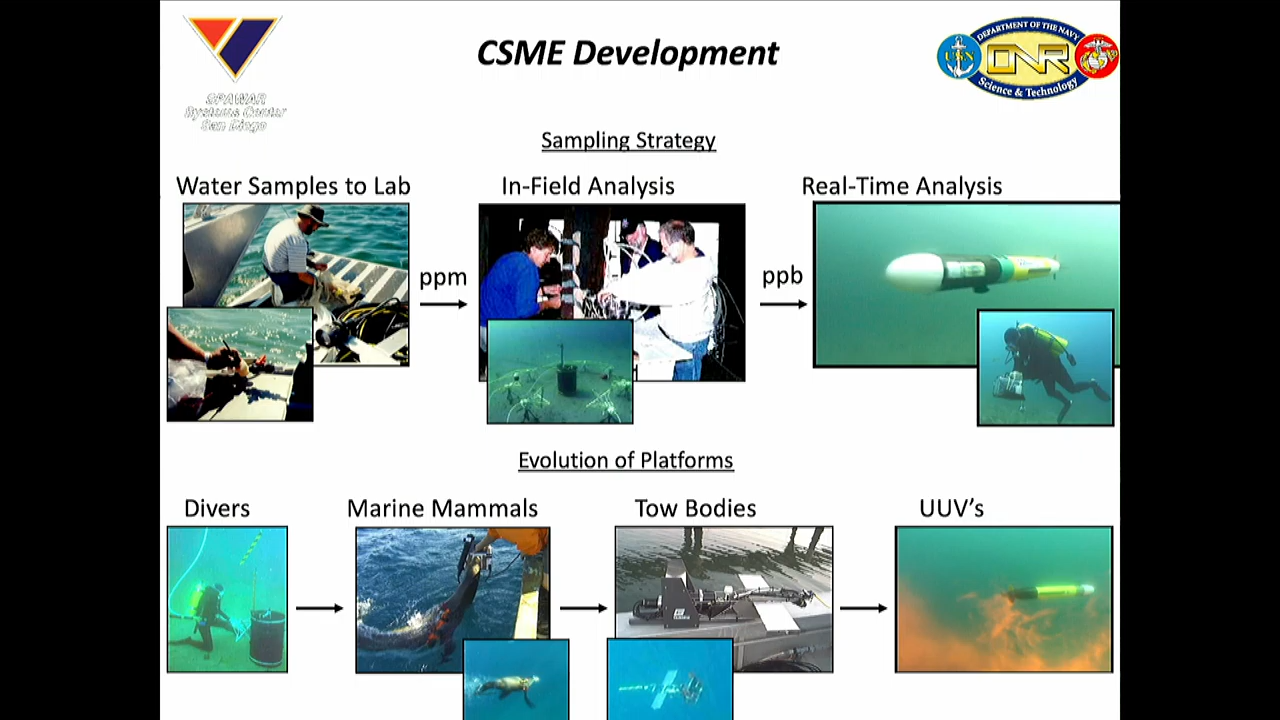 CSME Development
SPAWAR
Systems Center
San Diego
DEPARTMENT OF THE NAVY
USN
ONR
Science & Technology
Sampling Strategy
Water Samples to Lab
In-Field Analysis
Real-Time Analysis
ppm
ppb
Evolution of Platforms
Divers
Marine Mammals
Tow Bodies
UUV's